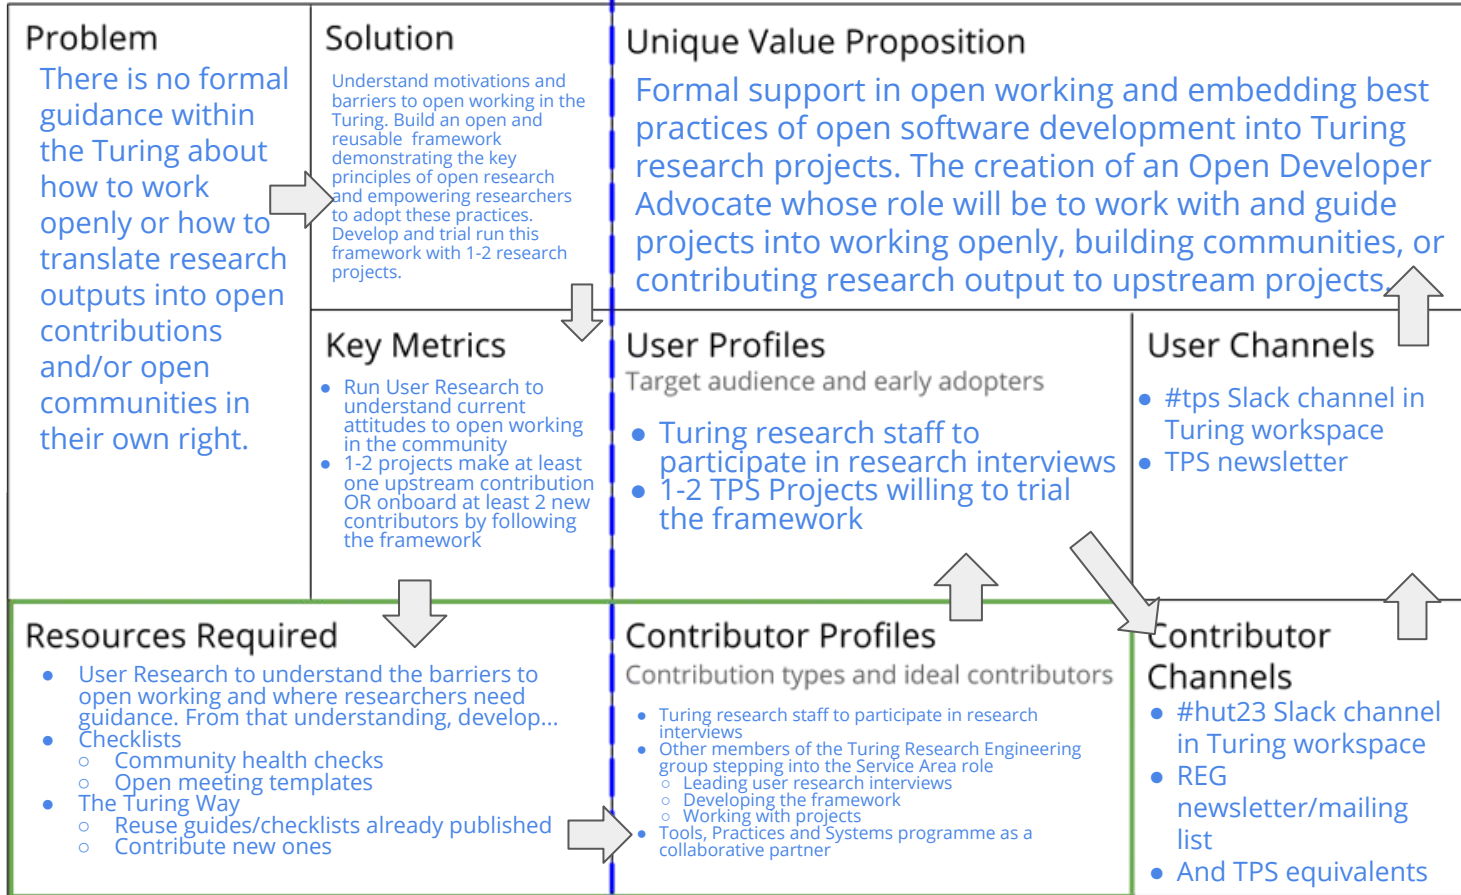 Problem
There is no formal
guidance within
the Turing about
how to work
openly or how to
translate research
outputs into open
contributions
and/or open
communities in
their own right.
Solution
Understand motivations and
barriers to open working in the
Turing. Build an open and
reusable framework
demonstrating the key
principles of open research
and empowering researchers
to adopt these practices.
Develop and trial run this
framework with 1-2 research
projects.
Unique Value Proposition
Formal support in open working and embedding best
practices of open software development into Turing
research projects. The creation of an Open Developer
Advocate whose role will be to work with and guide
projects into working openly, building communities, or
contributing research output to upstream projects.
Key Metrics
● Run User Research to
understand current
attitudes to open working
in the community
● 1-2 projects make at least
one upstream contribution
OR onboard at least 2 new
contributors by following
the framework
User Profiles
Target audience and early adopters
● Turing research staff to
participate in research interviews
● 1-2 TPS Projects willing to trial
the framework
User Channels
● #tps Slack channel in
Turing workspace
● TPS newsletter
Resources Required
● User Research to understand the barriers to
open working and where researchers need
guidance. From that understanding, develop...
● Checklists
○ Community health checks
○ Open meeting templates
● The Turing Way
○ Reuse guides/checklists already published
○ Contribute new ones
Contributor Profiles
Contribution types and ideal contributors
● Turing research staff to participate in research
interviews
● Other members of the Turing Research Engineering
group stepping into the Service Area role
○ Leading user research interviews
○ Developing the framework
○ Working with projects
● Tools, Practices and Systems programme as a
collaborative partner
Contributor
Channels
● #hut23 Slack channel
in Turing workspace
● REG
newsletter/mailing
list
● And TPS equivalents